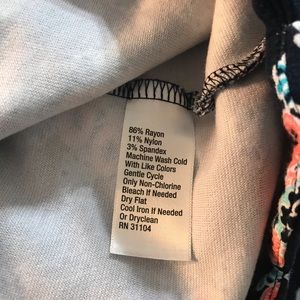 86% Rayon
11% Nylon
3% Spandex
Machine Wash Cold
With Like Colors
Gentle Cycle
Only Non-Chlorine
Bleach If Needed
Dry Flat
Cool Iron If Needed
Or Dryclean
RN 31104